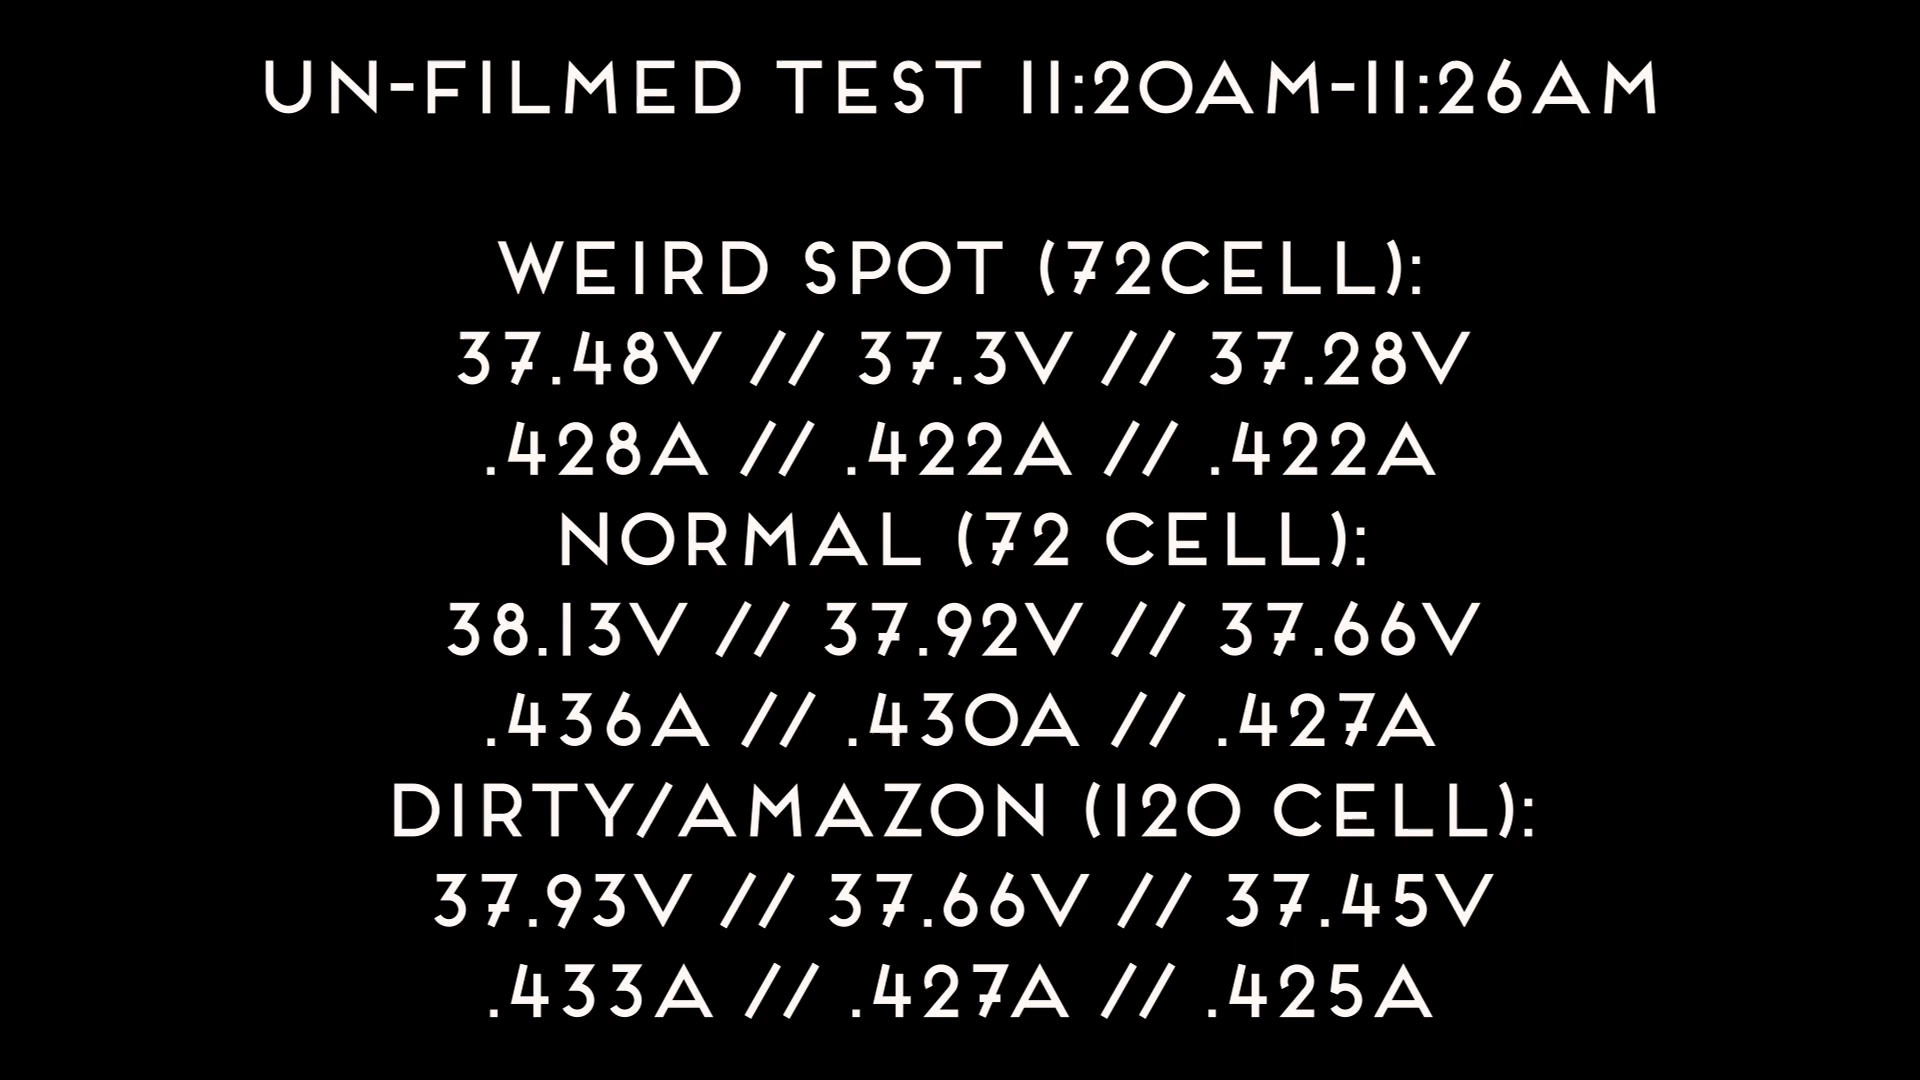 UN-FILMED TEST 11:20AM-11:26AM
WEIRD SPOT (72CELL):
37.48V // 37.3V // 37.28V
.428A // .422A // .422A
NORMAL (72 CELL):
38.13V // 37.92V // 37.66V
.436A // .430A // .427A
DIRTY/AMAZON (120 CELL):
37.93V // 37.66V // 37.45V
.433A // .427A // .425A